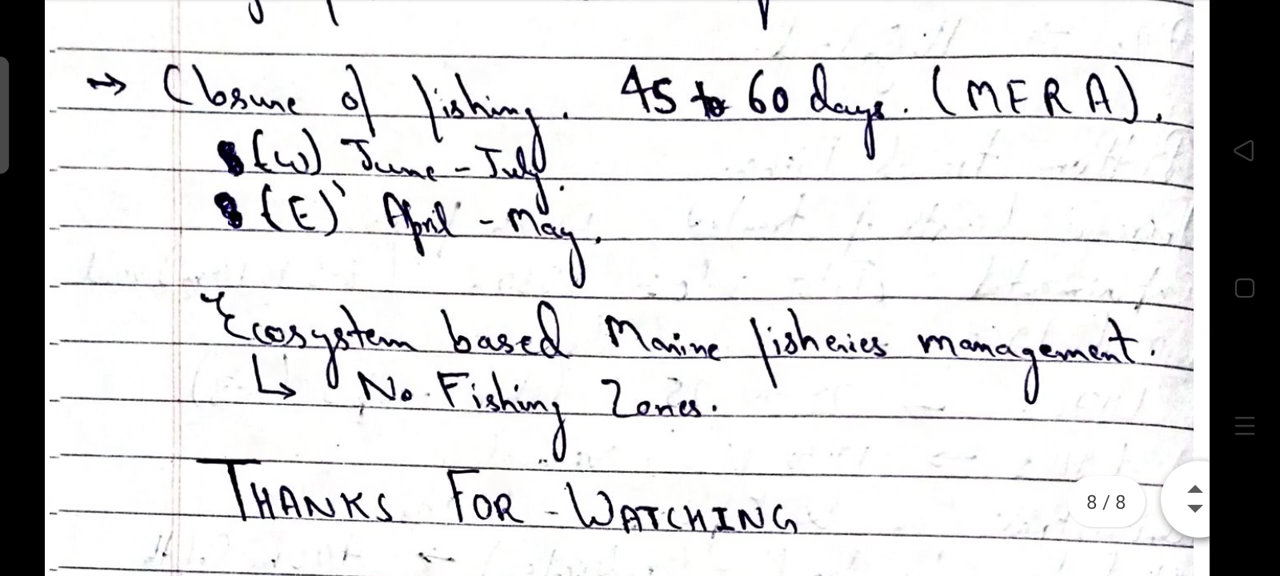 → Closure of fishing. 45 to 60 days. (MFRA).
(W) June - July.
(E) April - May.
Ecosystem based Marine fisheries management.
↳ No Fishing Zones.
THANKS FOR - WATCHING
8 / 8